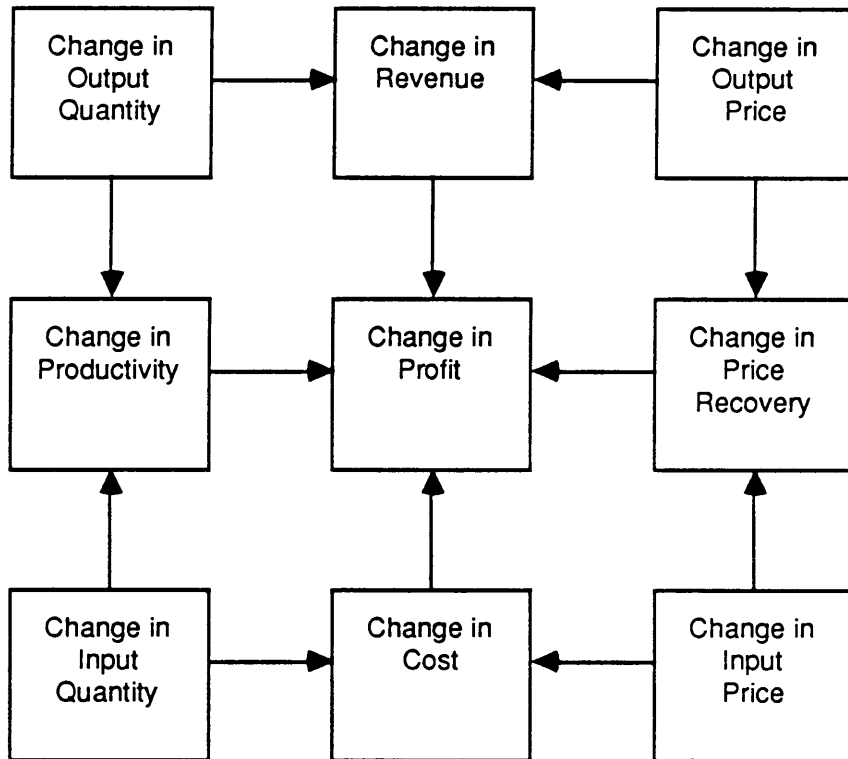 Change in
Output
Quantity
Change in
Revenue
Change in
Output
Price
Change in
Productivity
Change in
Profit
Change in
Price
Recovery
Change in
Input
Quantity
Change in
Cost
Change in
Input
Price